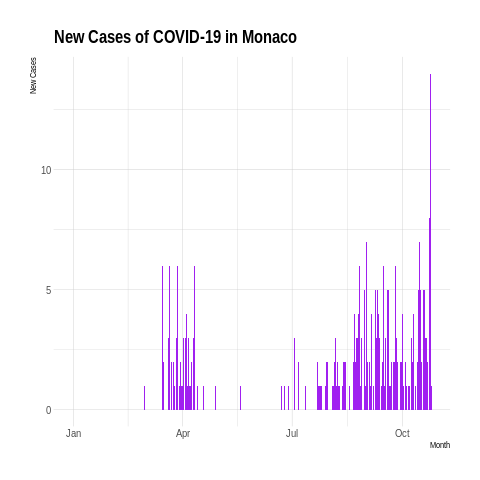 New Cases of COVID-19 in Monaco
New Cases
10
5
0
Jan Apr Jul Oct
Month